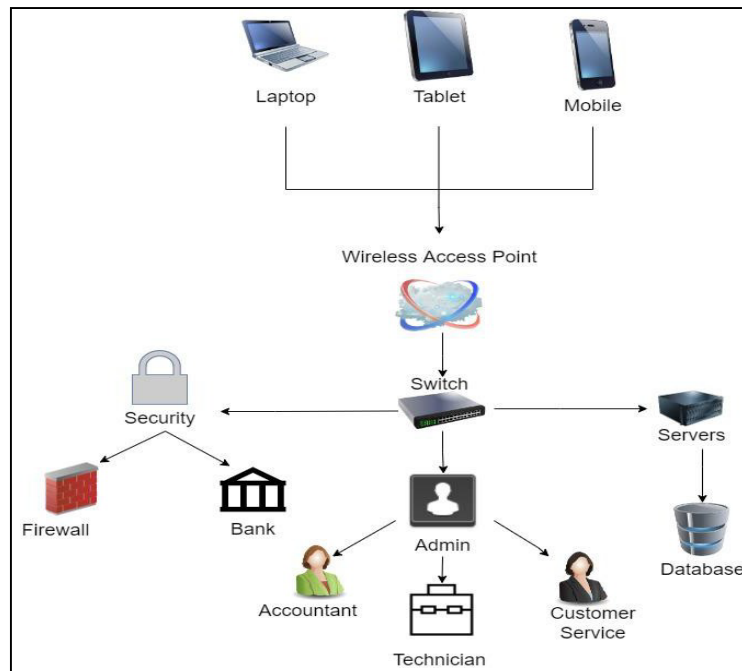 Laptop
Tablet
Mobile
Wireless Access Point
Switch
Security
Servers
Firewall
Bank
Admin
Database
Accountant
Customer
Service
Technician